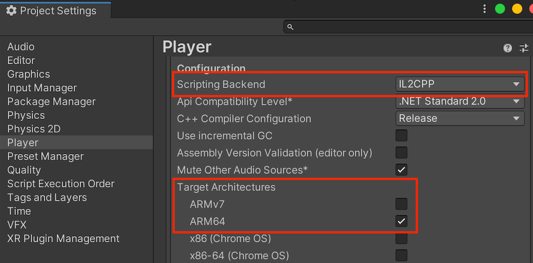 Project Settings
Audio
Editor
Graphics
Input Manager
Package Manager
Physics
Physics 2D
Player
Preset Manager
Quality
Script Execution Order
Tags and Layers
Time
VFX
XR Plugin Management
Player
Configuration
Scripting Backend IL2CPP
Api Compatibility Level* .NET Standard 2.0
C++ Compiler Configuration Release
Use incremental GC
Assembly Version Validation (editor only)
Mute Other Audio Sources*
Target Architectures
ARMv7
ARM64
x86 (Chrome OS)
x86-64 (Chrome OS)